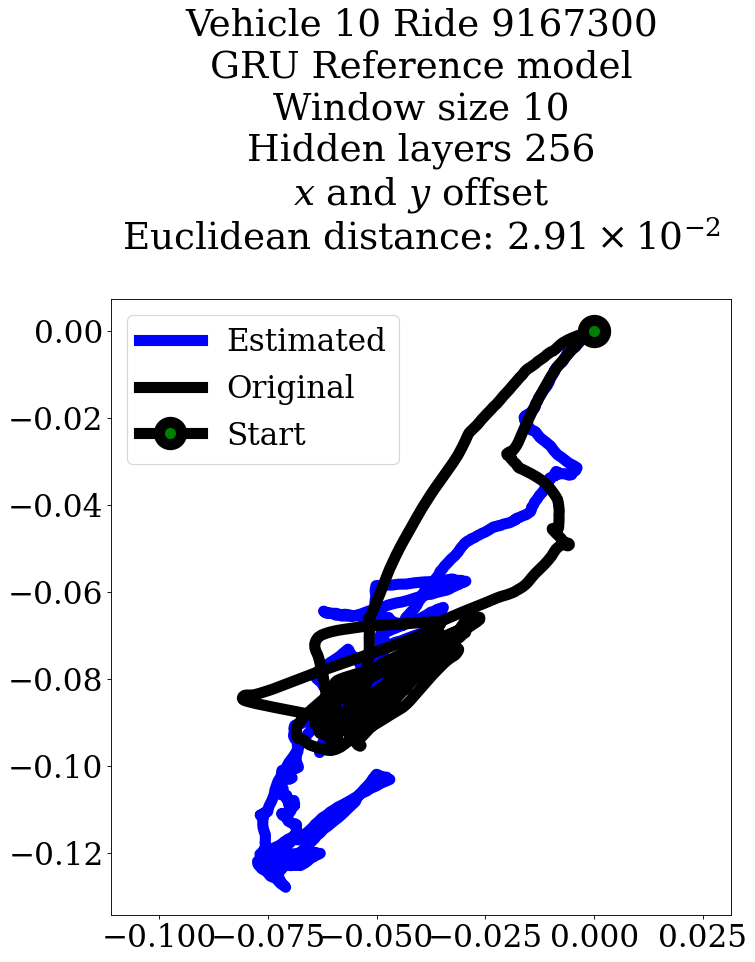 Vehicle 10 Ride 9167300
GRU Reference model
Window size 10
Hidden layers 256
x and y offset
Euclidean distance: 2.91 × 10⁻²
Estimated
Original
Start
0.00
−0.02
−0.04
−0.06
−0.08
−0.10
−0.12
−0.100 −0.075 −0.050 −0.025 0.000 0.025